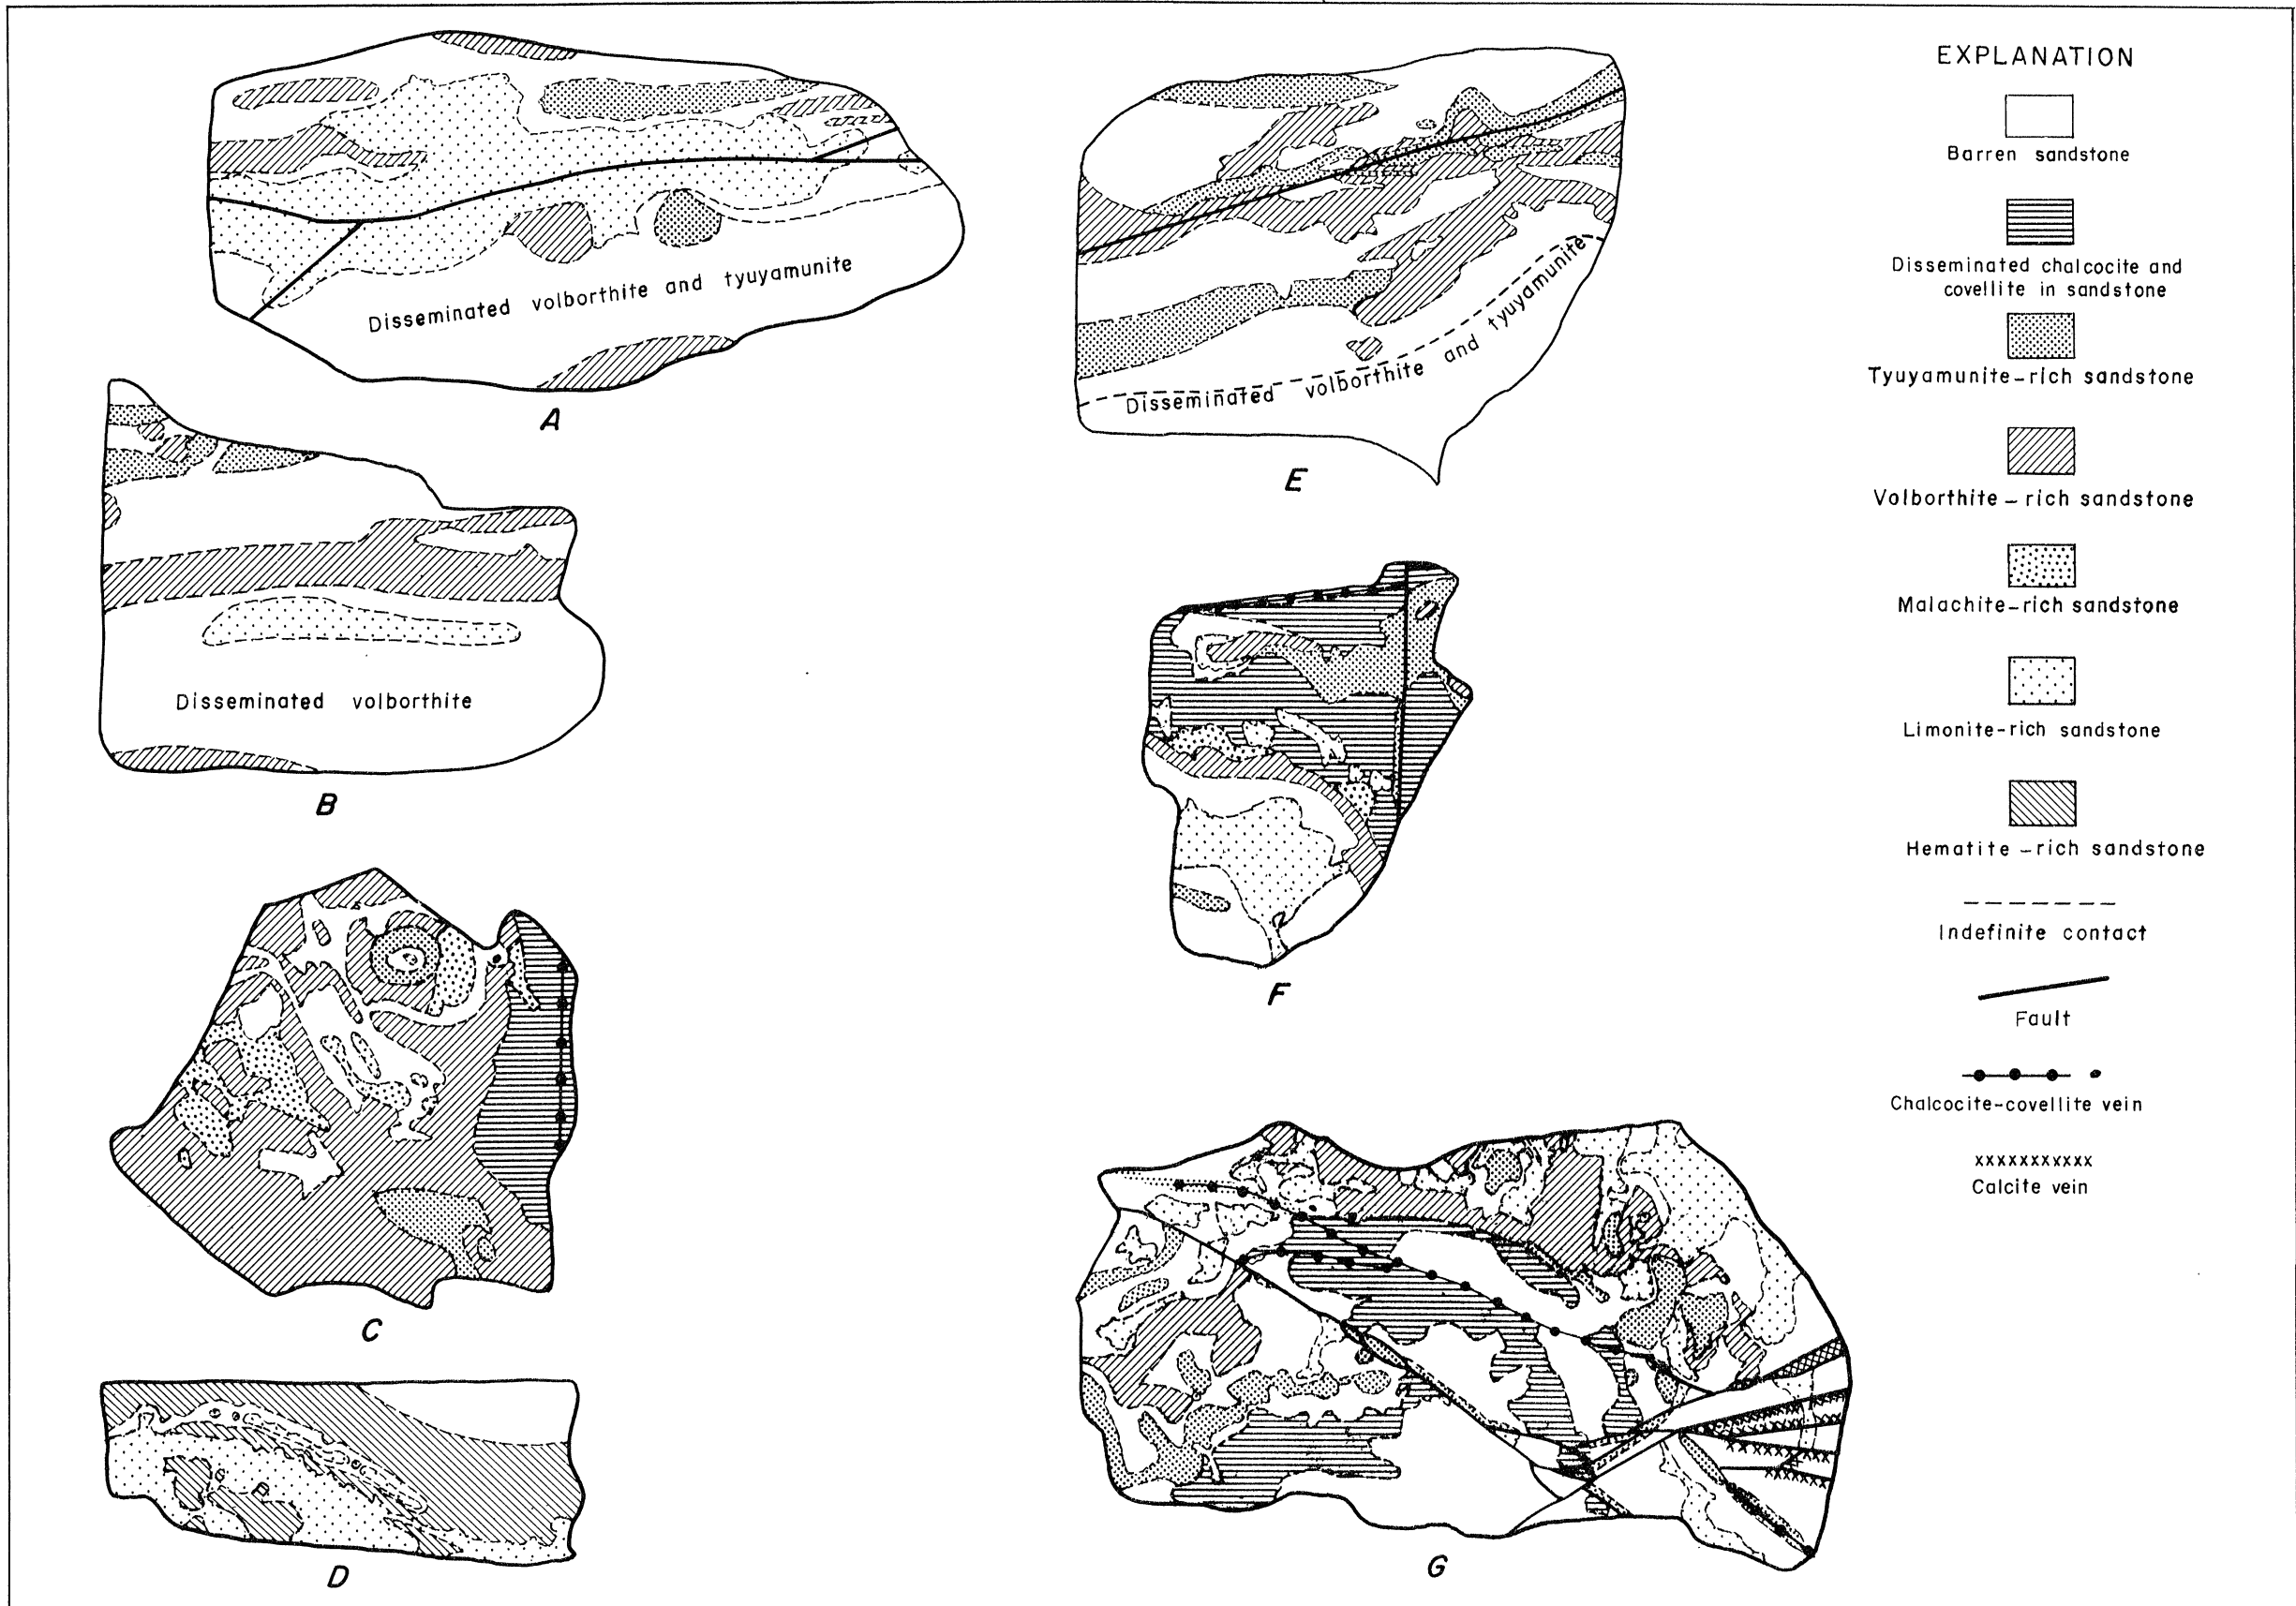 Disseminated volborthite and tyuyamunite
A
Disseminated volborthite
B
C
D
Disseminated volborthite and tyuyamunite
E
F
G
EXPLANATION
Barren sandstone
Disseminated chalcocite and
covellite in sandstone
Tyuyamunite-rich sandstone
Volborthite-rich sandstone
Malachite-rich sandstone
Limonite-rich sandstone
Hematite-rich sandstone
Indefinite contact
Fault
Chalcocite-covellite vein
xxxxxxxxxxx
Calcite vein